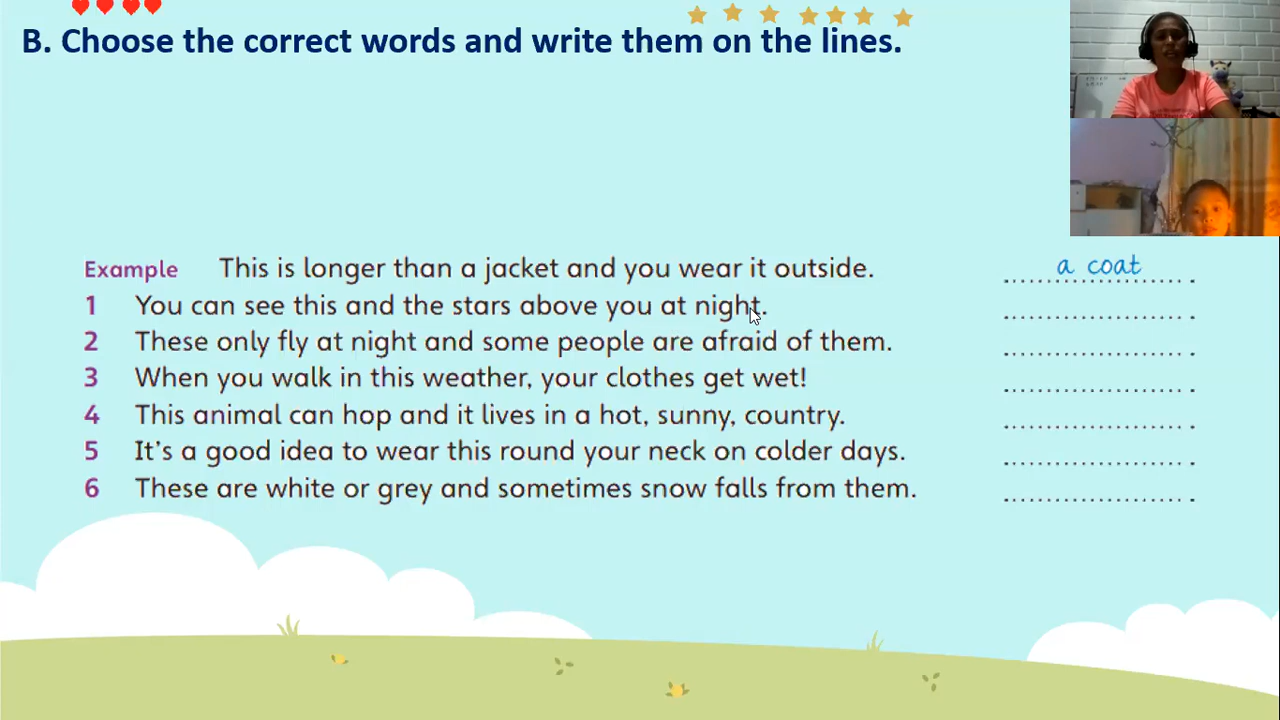 B. Choose the correct words and write them on the lines.
Example This is longer than a jacket and you wear it outside. a coat
1 You can see this and the stars above you at night.
2 These only fly at night and some people are afraid of them.
3 When you walk in this weather, your clothes get wet!
4 This animal can hop and it lives in a hot, sunny, country.
5 It's a good idea to wear this round your neck on colder days.
6 These are white or grey and sometimes snow falls from them.